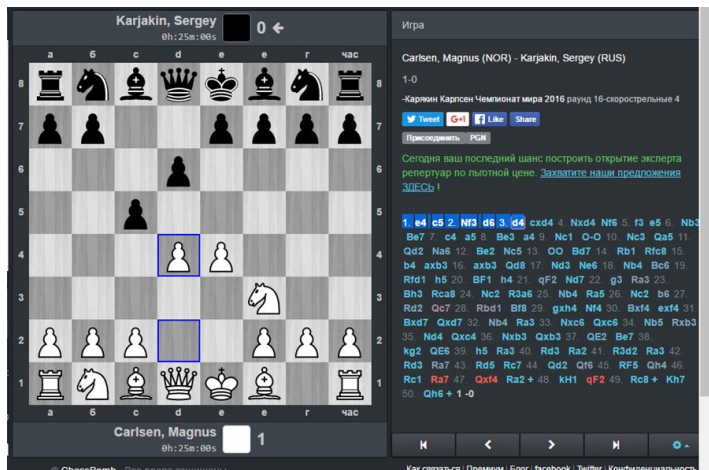 Karjakin, Sergey
0h:25m:00s
0
а б с d е е г час
8 8
7 7
6 6
5 5
4 4
3 3
2 2
1 1
а б с d е е г час
Carlsen, Magnus
0h:25m:00s
1
Игра
Carlsen, Magnus (NOR) - Karjakin, Sergey (RUS)
1-0
-Карякин Карлсен Чемпионат мира 2016 раунд 16-скорострельные 4
Tweet G+1 Like Share
Присоединить PGN
Сегодня ваш последний шанс построить открытие эксперта
репертуар по льготной цене. Захватите наши предложения
ЗДЕСЬ !
1. e4 c5 2. Nf3 d6 3. d4 cxd4 4. Nxd4 Nf6 5. f3 e5 6. Nb3
Be7 7. c4 a5 8. Be3 a4 9. Nc1 O-O 10. Nc3 Qa5 11.
Qd2 Na6 12. Be2 Nc5 13. OO Bd7 14. Rb1 Rfc8 15.
b4 axb3 16. axb3 Qd8 17. Nd3 Ne6 18. Nb4 Bc6 19.
Rfd1 h5 20. BF1 h4 21. qF2 Nd7 22. g3 Ra3 23.
Bh3 Rca8 24. Nc2 R3a6 25. Nb4 Ra5 26. Nc2 b6 27.
Rd2 Qc7 28. Rbd1 Bf8 29. gxh4 Nf4 30. Bxf4 exf4 31.
Bxd7 Qxd7 32. Nb4 Ra3 33. Nxc6 Qxc6 34. Nb5 Rxb3
35. Nd4 Qxc4 36. Nxb3 Qxb3 37. QE2 Be7 38.
kg2 QE6 39. h5 Ra3 40. Rd3 Ra2 41. R3d2 Ra3 42.
Rd3 Ra7 43. Rd5 Rc7 44. Qd2 Qf6 45. RF5 Qh4 46.
Rc1 Ra7 47. Qxf4 Ra2 + 48. kH1 qF2 49. Rc8 + Kh7
50. Qh6 + 1 -0
Как связаться | Премиум | Блог | facebook | Twitter | Конфиденциальность